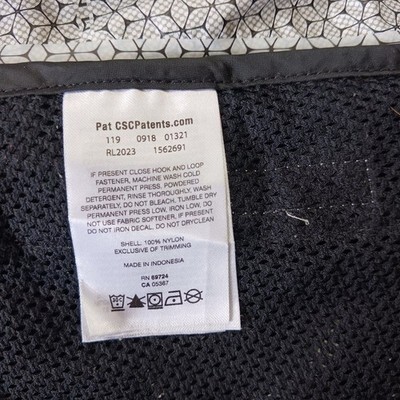 Pat CSCPatents.com
119 0918 01321
RL2023 1562691
IF PRESENT CLOSE HOOK AND LOOP
FASTENER, MACHINE WASH COLD
PERMANENT PRESS, POWDERED
DETERGENT, RINSE THOROUGHLY, WASH
SEPARATELY, DO NOT BLEACH, TUMBLE DRY
PERMANENT PRESS LOW, IRON LOW, DO
NOT USE FABRIC SOFTENER, IF PRESENT
DO NOT IRON DECAL, DO NOT DRYCLEAN
SHELL: 100% NYLON
EXCLUSIVE OF TRIMMING
MADE IN INDONESIA
RN 69724
CA 05367